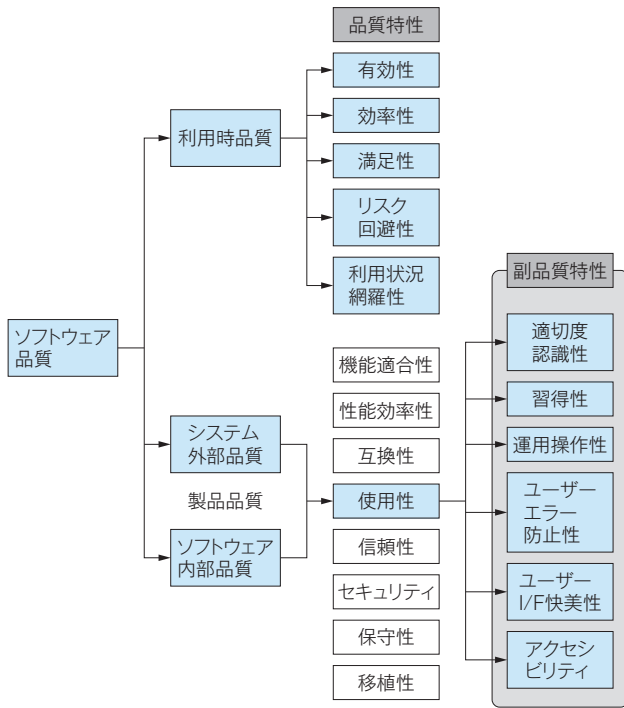 品質特性
有効性
効率性
利用時品質
満足性
リスク
回避性
利用状況
網羅性
副品質特性
ソフトウェア
品質
適切度
認識性
機能適合性
習得性
性能効率性
システム
外部品質
運用操作性
互換性
製品品質
使用性
ユーザー
エラー
防止性
ソフトウェア
内部品質
信頼性
セキュリティ
ユーザー
I/F快美性
保守性
アクセシ
ビリティ
移植性